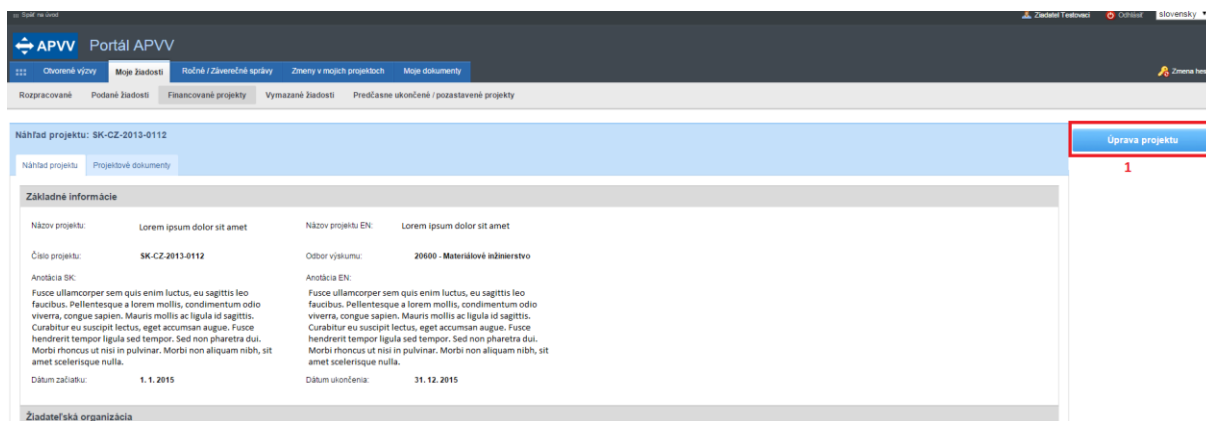 Späť na úvod
Žiadateľ Testovací Odhlásiť slovensky
APVV Portál APVV
Otvorené výzvy Moje žiadosti Ročné / Záverečné správy Zmeny v mojich projektoch Moje dokumenty Zmena hes
Rozpracované Podané žiadosti Financované projekty Vymazané žiadosti Predčasne ukončené / pozastavené projekty
Náhľad projektu: SK-CZ-2013-0112
Úprava projektu
1
Náhľad projektu Projektové dokumenty
Základné informácie
Názov projektu: Lorem ipsum dolor sit amet Názov projektu EN: Lorem ipsum dolor sit amet
Číslo projektu: SK-CZ-2013-0112 Odbor výskumu: 20600 - Materiálové inžinierstvo
Anotácia SK: Anotácia EN:
Fusce ullamcorper sem quis enim luctus, eu sagittis leo
faucibus. Pellentesque a lorem mollis, condimentum odio
viverra, congue sapien. Mauris mollis ac ligula id sagittis.
Curabitur eu suscipit lectus, eget accumsan augue. Fusce
hendrerit tempor ligula sed tempor. Sed non pharetra dui.
Morbi rhoncus ut nisi in pulvinar. Morbi non aliquam nibh, sit
amet scelerisque nulla.
Fusce ullamcorper sem quis enim luctus, eu sagittis leo
faucibus. Pellentesque a lorem mollis, condimentum odio
viverra, congue sapien. Mauris mollis ac ligula id sagittis.
Curabitur eu suscipit lectus, eget accumsan augue. Fusce
hendrerit tempor ligula sed tempor. Sed non pharetra dui.
Morbi rhoncus ut nisi in pulvinar. Morbi non aliquam nibh, sit
amet scelerisque nulla.
Dátum začiatku: 1. 1. 2015 Dátum ukončenia: 31. 12. 2015
Žiadateľská organizácia